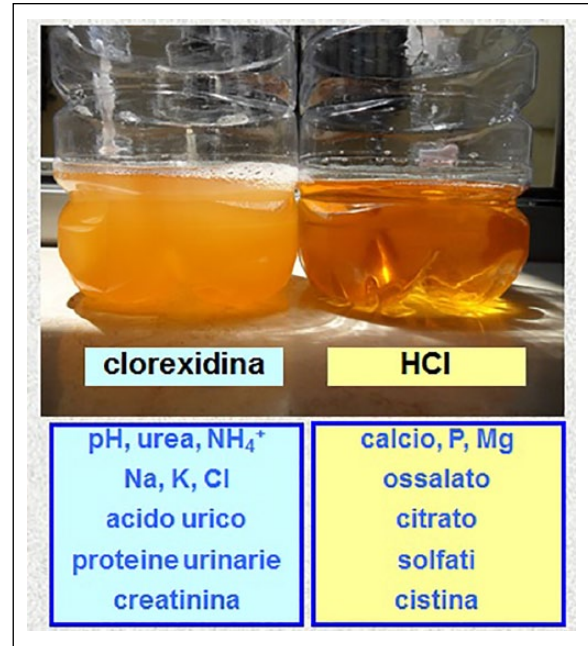 clorexidina
HCl
pH, urea, NH₄⁺
Na, K, Cl
acido urico
proteine urinarie
creatinina
calcio, P, Mg
ossalato
citrato
solfati
cistina